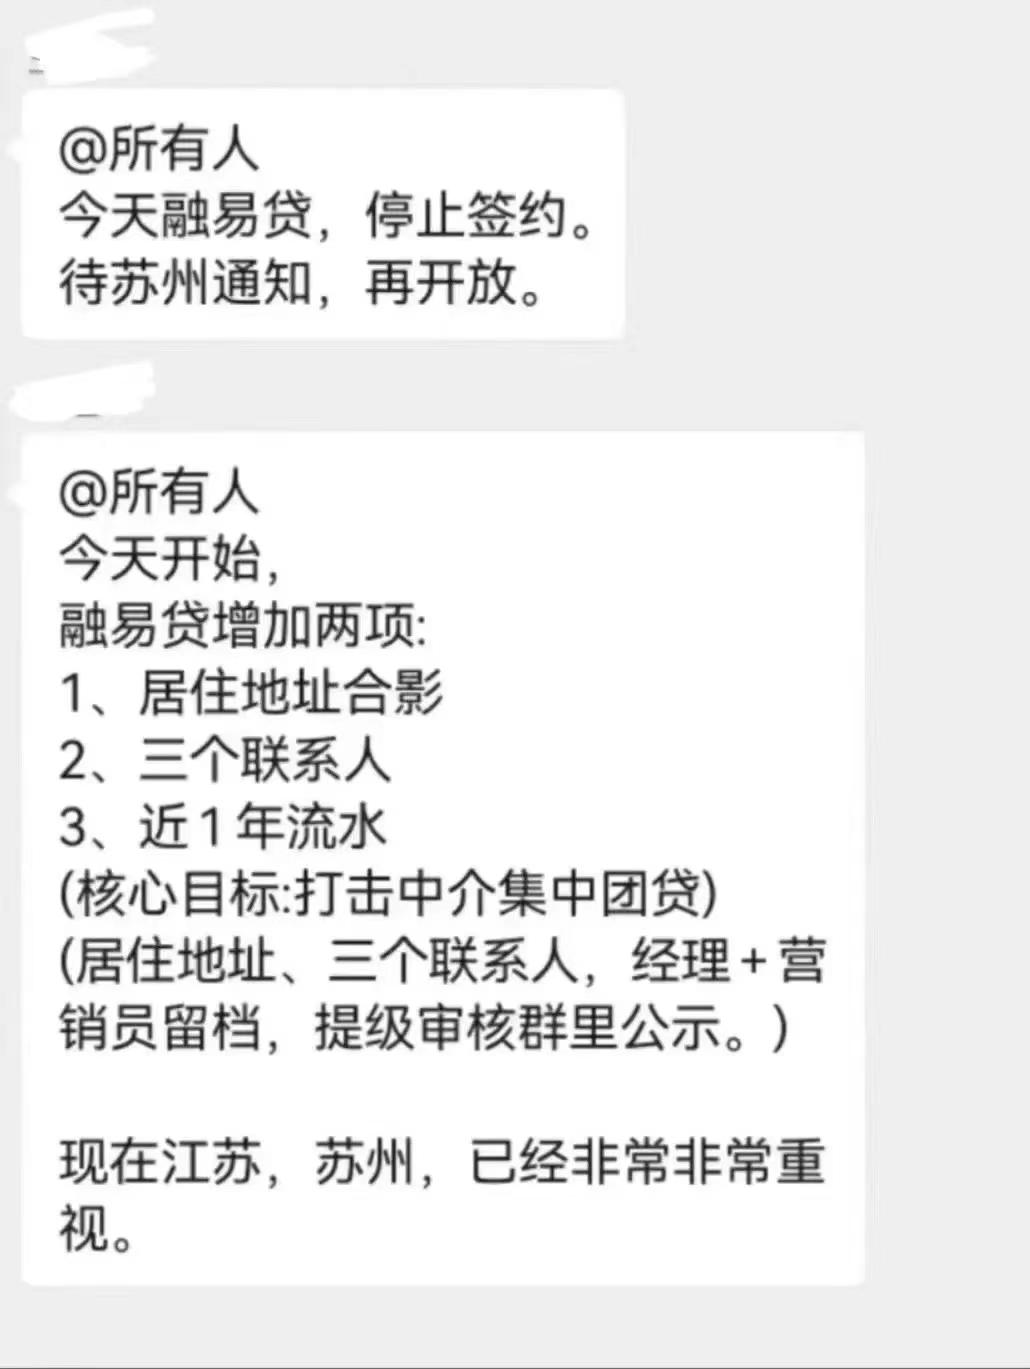 @所有人
今天融易贷，停止签约。
待苏州通知，再开放。
@所有人
今天开始，
融易贷增加两项:
1、居住地址合影
2、三个联系人
3、近1年流水
(核心目标:打击中介集中团贷)
(居住地址、三个联系人，经理+营
销员留档，提级审核群里公示。)
现在江苏，苏州，已经非常非常重
视。